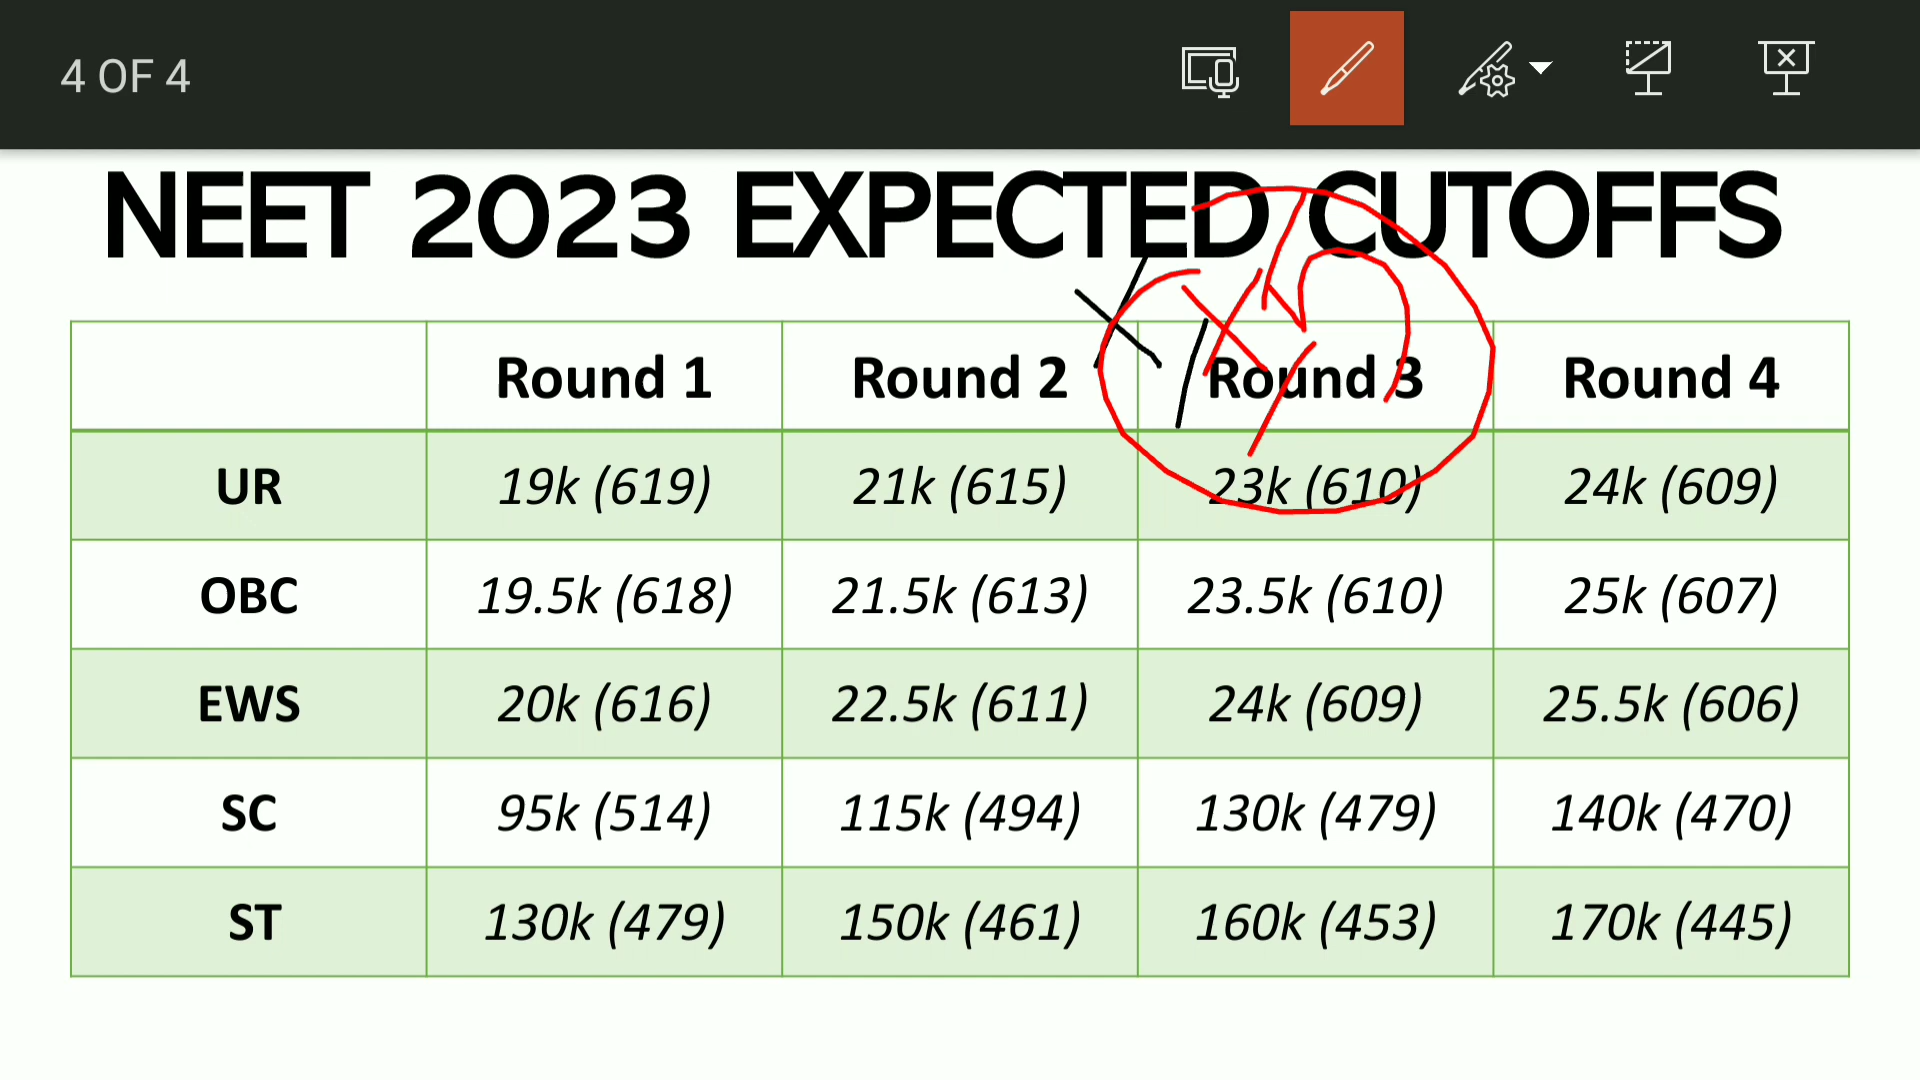 4 OF 4
NEET 2023 EXPECTED CUTOFFS
Round 1 Round 2 Round 3 Round 4
UR 19k (619) 21k (615) 23k (610) 24k (609)
OBC 19.5k (618) 21.5k (613) 23.5k (610) 25k (607)
EWS 20k (616) 22.5k (611) 24k (609) 25.5k (606)
SC 95k (514) 115k (494) 130k (479) 140k (470)
ST 130k (479) 150k (461) 160k (453) 170k (445)